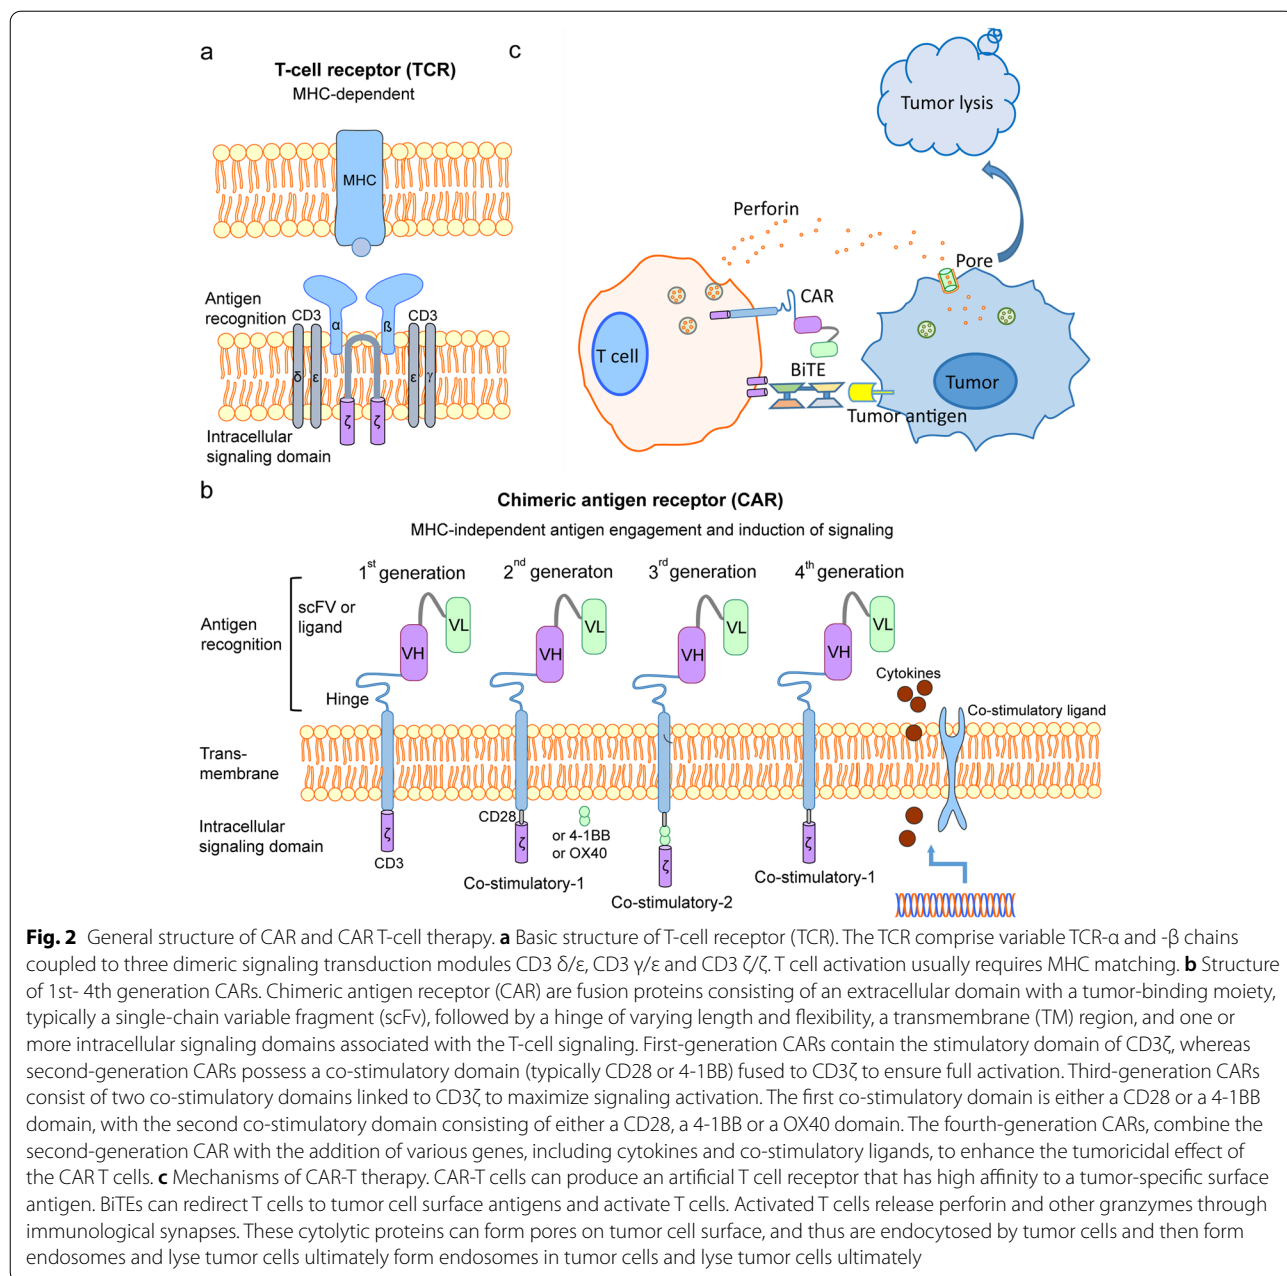 a
T-cell receptor (TCR)
MHC-dependent
MHC
Antigen
recognition
CD3
CD3
α
ß
δ
ε
ε
γ
ζ
ζ
Intracellular
signaling domain
c
Tumor lysis
Perforin
Pore
CAR
T cell
BiTE
Tumor
Tumor antigen
b
Chimeric antigen receptor (CAR)
MHC-independent antigen engagement and induction of signaling
1st generation
2nd generaton
3rd generation
4th generation
Antigen
recognition
scFV or
ligand
Hinge
VH
VL
VH
VL
VH
VL
VH
VL
Cytokines
Co-stimulatory ligand
Trans-
membrane
Intracellular
signaling domain
ζ
CD3
CD28
ζ
Co-stimulatory-1
or 4-1BB
or OX40
ζ
Co-stimulatory-2
ζ
Co-stimulatory-1
Fig. 2 General structure of CAR and CAR T-cell therapy. a Basic structure of T-cell receptor (TCR). The TCR comprise variable TCR-α and -β chains
coupled to three dimeric signaling transduction modules CD3 δ/ε, CD3 γ/ε and CD3 ζ/ζ. T cell activation usually requires MHC matching. b Structure
of 1st- 4th generation CARs. Chimeric antigen receptor (CAR) are fusion proteins consisting of an extracellular domain with a tumor-binding moiety,
typically a single-chain variable fragment (scFv), followed by a hinge of varying length and flexibility, a transmembrane (TM) region, and one or
more intracellular signaling domains associated with the T-cell signaling. First-generation CARs contain the stimulatory domain of CD3ζ, whereas
second-generation CARs possess a co-stimulatory domain (typically CD28 or 4-1BB) fused to CD3ζ to ensure full activation. Third-generation CARs
consist of two co-stimulatory domains linked to CD3ζ to maximize signaling activation. The first co-stimulatory domain is either a CD28 or a 4-1BB
domain, with the second co-stimulatory domain consisting of either a CD28, a 4-1BB or a OX40 domain. The fourth-generation CARs, combine the
second-generation CAR with the addition of various genes, including cytokines and co-stimulatory ligands, to enhance the tumoricidal effect of
the CAR T cells. c Mechanisms of CAR-T therapy. CAR-T cells can produce an artificial T cell receptor that has high affinity to a tumor-specific surface
antigen. BiTEs can redirect T cells to tumor cell surface antigens and activate T cells. Activated T cells release perforin and other granzymes through
immunological synapses. These cytolytic proteins can form pores on tumor cell surface, and thus are endocytosed by tumor cells and then form
endosomes and lyse tumor cells ultimately form endosomes in tumor cells and lyse tumor cells ultimately